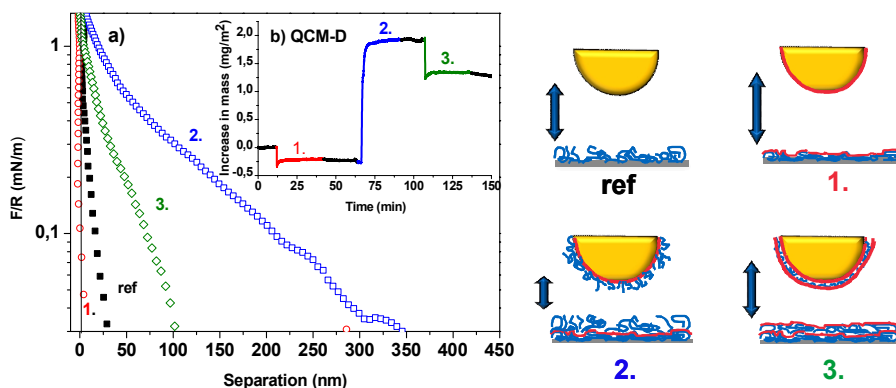 a)
F/R (mN/m)
1
0,1
1.
ref
3.
2.
0 50 100 150 200 250 300 350 400 450
Separation (nm)
b) QCM-D
Increase in mass (mg/m²)
2,0
1,5
1,0
0,5
0,0
-0,5
1.
2.
3.
0 25 50 75 100 125 150
Time (min)
ref
1.
2.
3.